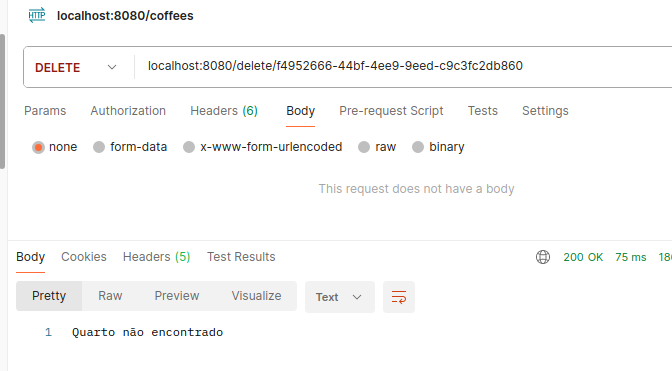 HTTP localhost:8080/coffees
DELETE localhost:8080/delete/f4952666-44bf-4ee9-9eed-c9c3fc2db860
Params Authorization Headers (6) Body Pre-request Script Tests Settings
none form-data x-www-form-urlencoded raw binary
This request does not have a body
Body Cookies Headers (5) Test Results 200 OK 75 ms 180
Pretty Raw Preview Visualize Text
1 Quarto não encontrado